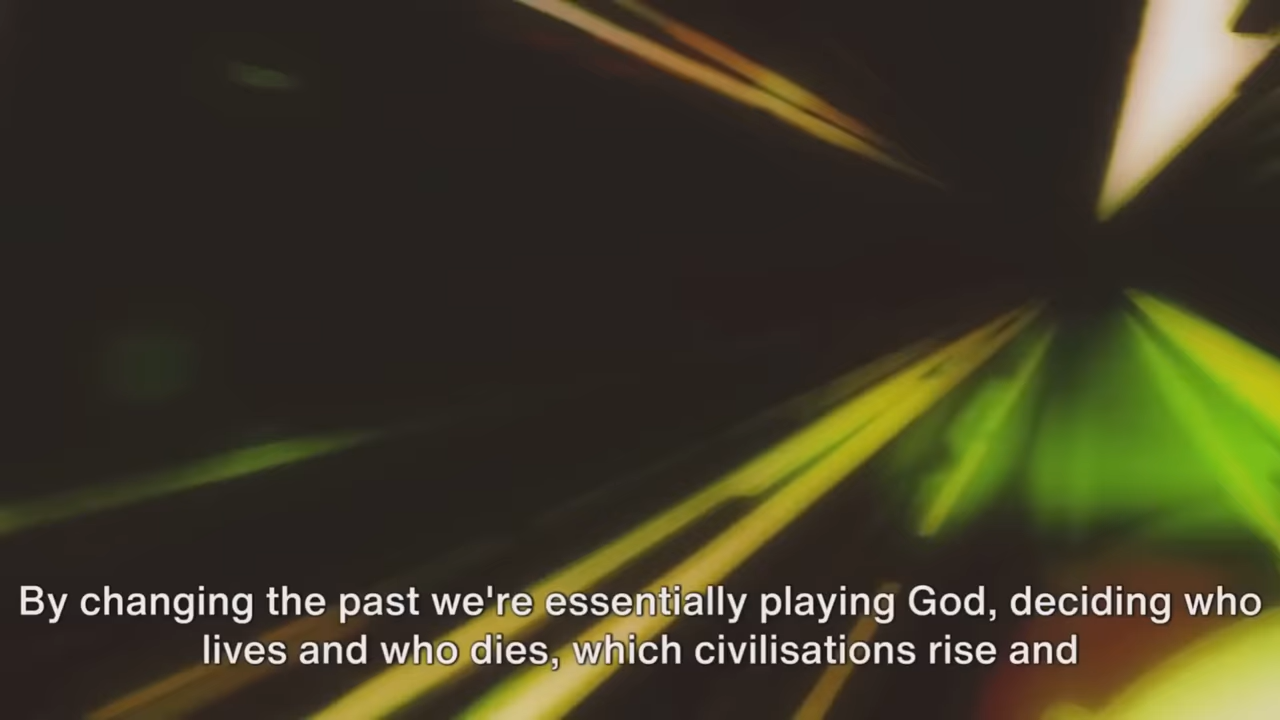 By changing the past we're essentially playing God, deciding who
lives and who dies, which civilisations rise and